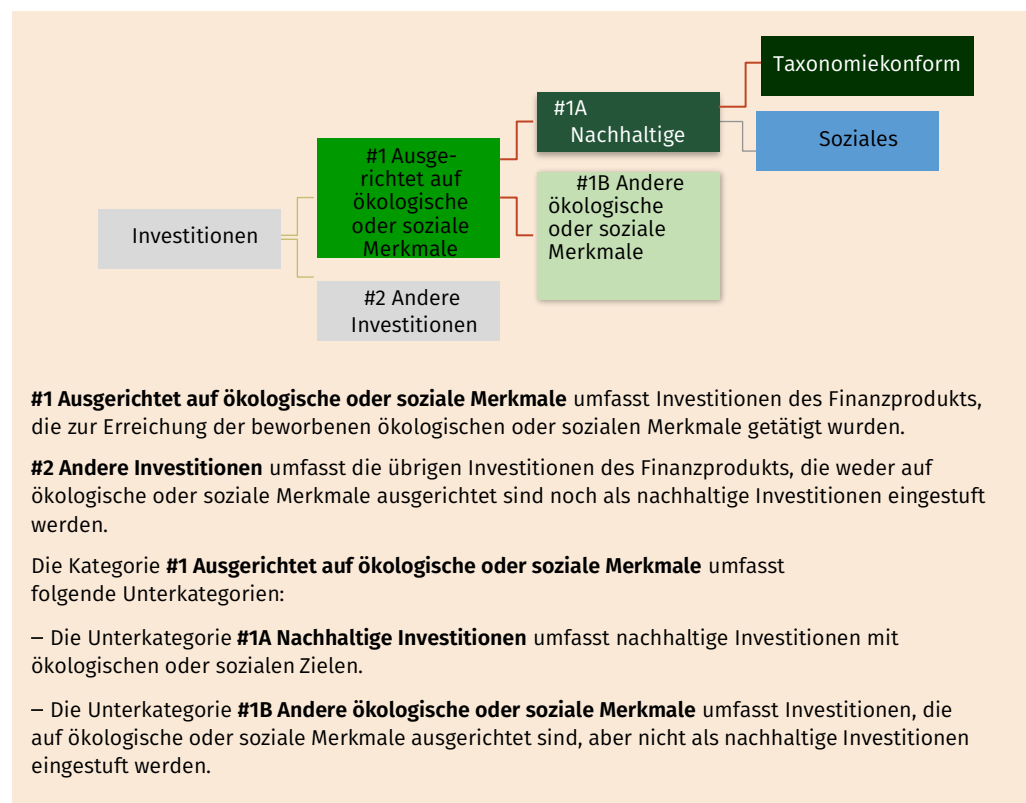 Taxonomiekonform
#1A
Nachhaltige
Soziales
#1 Ausge-
richtet auf
ökologische
oder soziale
Merkmale
#1B Andere
ökologische
oder soziale
Merkmale
Investitionen
#2 Andere
Investitionen
#1 Ausgerichtet auf ökologische oder soziale Merkmale umfasst Investitionen des Finanzprodukts,
die zur Erreichung der beworbenen ökologischen oder sozialen Merkmale getätigt wurden.
#2 Andere Investitionen umfasst die übrigen Investitionen des Finanzprodukts, die weder auf
ökologische oder soziale Merkmale ausgerichtet sind noch als nachhaltige Investitionen eingestuft
werden.
Die Kategorie #1 Ausgerichtet auf ökologische oder soziale Merkmale umfasst
folgende Unterkategorien:
– Die Unterkategorie #1A Nachhaltige Investitionen umfasst nachhaltige Investitionen mit
ökologischen oder sozialen Zielen.
– Die Unterkategorie #1B Andere ökologische oder soziale Merkmale umfasst Investitionen, die
auf ökologische oder soziale Merkmale ausgerichtet sind, aber nicht als nachhaltige Investitionen
eingestuft werden.